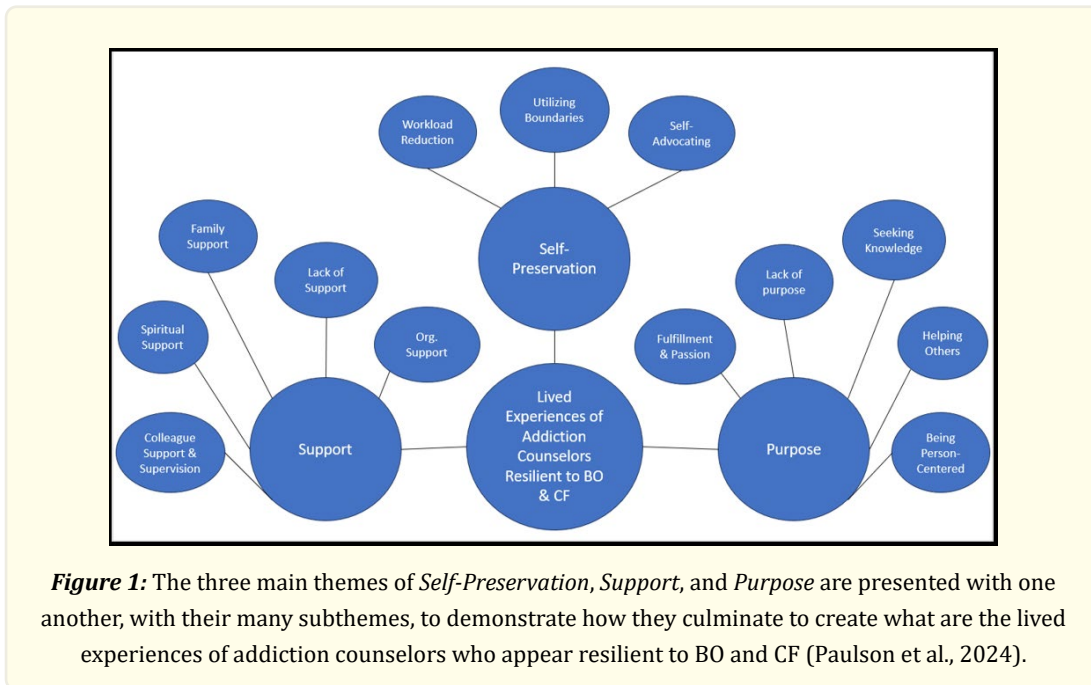 Utilizing
Boundaries
Workload
Reduction
Self-
Advocating
Self-
Preservation
Family
Support
Lack of
Support
Spiritual
Support
Org.
Support
Colleague
Support &
Supervision
Support
Lived
Experiences of
Addiction
Counselors
Resilient to BO
& CF
Seeking
Knowledge
Lack of
purpose
Fulfillment
& Passion
Helping
Others
Being
Person-
Centered
Purpose
Figure 1: The three main themes of Self-Preservation, Support, and Purpose are presented with one
another, with their many subthemes, to demonstrate how they culminate to create what are the lived
experiences of addiction counselors who appear resilient to BO and CF (Paulson et al., 2024).